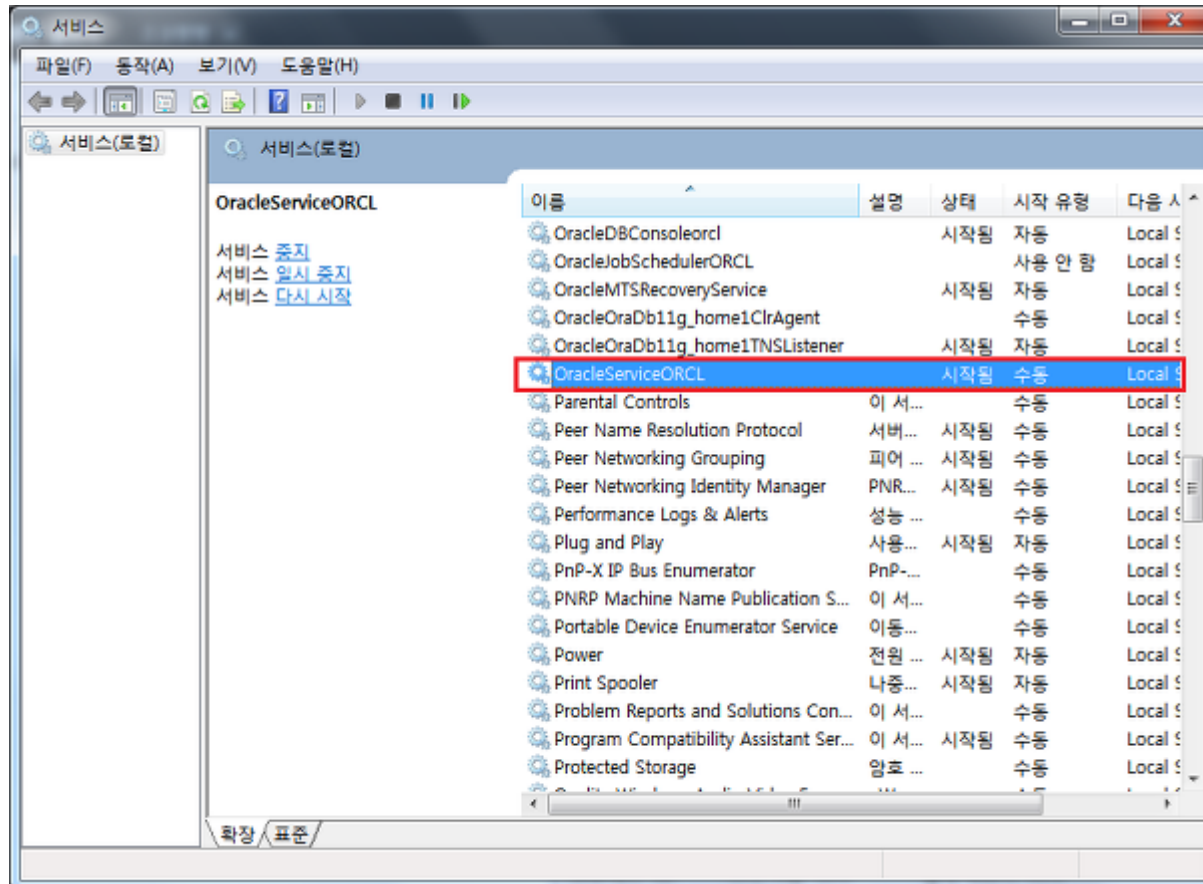 서비스
파일(F) 동작(A) 보기(V) 도움말(H)
서비스(로컬)
서비스(로컬)
OracleServiceORCL
서비스 중지
서비스 일시 중지
서비스 다시 시작
이름 설명 상태 시작 유형 다음
OracleDBConsoleorcl 시작됨 자동 Local
OracleJobSchedulerORCL 사용 안 함 Local
OracleMTSRecoveryService 시작됨 자동 Local
OracleOraDb11g_home1ClrAgent 수동 Local
OracleOraDb11g_home1TNSListener 시작됨 자동 Local
OracleServiceORCL 시작됨 수동 Local
Parental Controls 이 서... 수동 Local
Peer Name Resolution Protocol 서버... 시작됨 수동 Local
Peer Networking Grouping 피어 ... 시작됨 수동 Local
Peer Networking Identity Manager PNR... 시작됨 수동 Local
Performance Logs & Alerts 성능 ... 수동 Local
Plug and Play 사용... 시작됨 자동 Local
PnP-X IP Bus Enumerator PnP-... 수동 Local
PNRP Machine Name Publication S... 이 서... 수동 Local
Portable Device Enumerator Service 이동... 수동 Local
Power 전원 ... 시작됨 자동 Local
Print Spooler 나중... 시작됨 자동 Local
Problem Reports and Solutions Con... 이 서... 수동 Local
Program Compatibility Assistant Ser... 이 서... 시작됨 수동 Local
Protected Storage 암호 ... 수동 Local
확장 표준